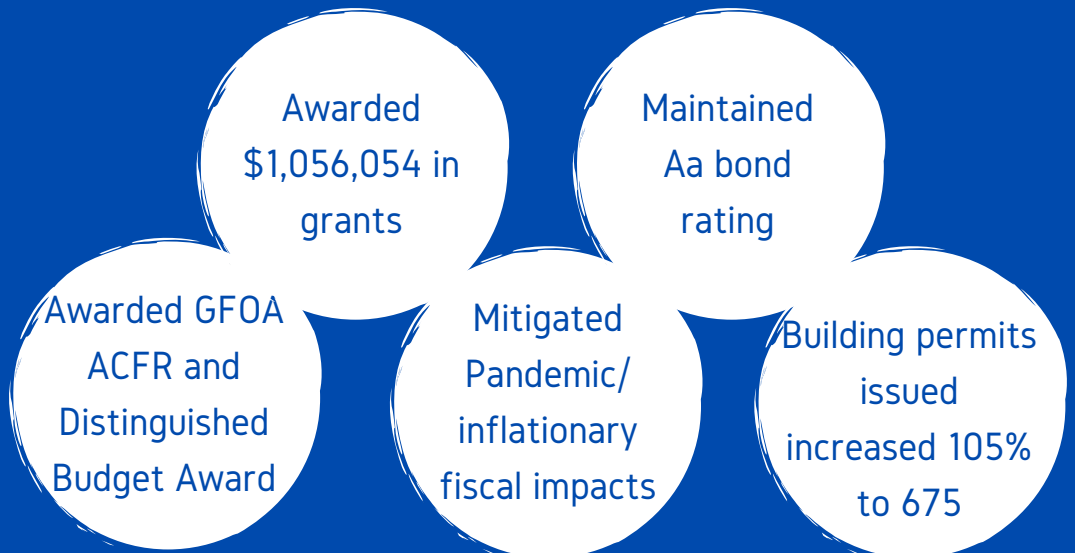 Awarded
$1,056,054 in
grants
Maintained
Aa bond
rating
Awarded GFOA
ACFR and
Distinguished
Budget Award
Mitigated
Pandemic/
inflationary
fiscal impacts
Building permits
issued
increased 105%
to 675